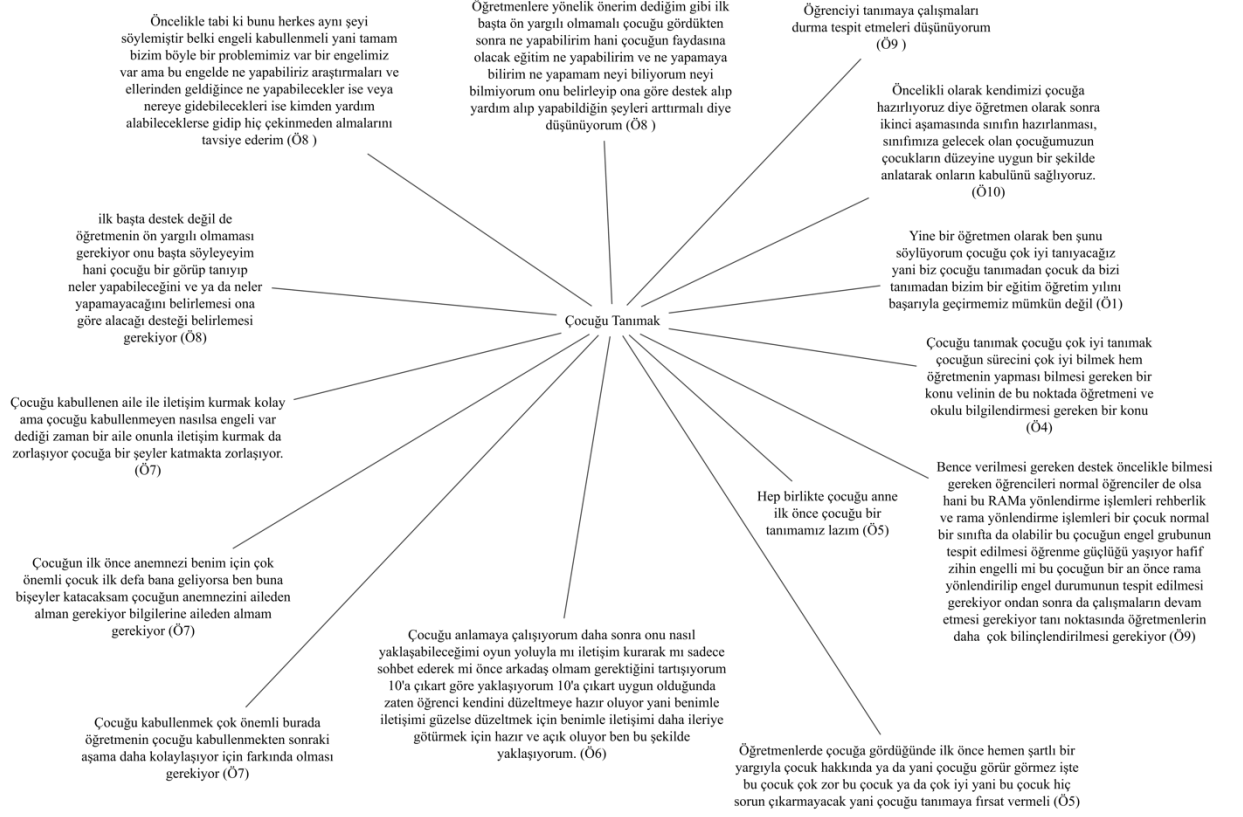 Öncelikle tabi ki bunu herkes aynı şeyi
söylemiştir belki engeli kabullenmeli yani tamam
bizim böyle bir problemimiz var bir engelimiz
var ama bu engelde ne yapabiliriz araştırmaları ve
ellerinden geldiğince ne yapabilecekler ise veya
nereye gidebilecekleri ise kimden yardım
alabileceklerse gidip hiç çekinmeden almalarını
tavsiye ederim (Ö8 )
Öğretmenlere yönelik önerim dediğim gibi ilk
başta ön yargılı olmamalı çocuğu gördükten
sonra ne yapabilirim hani çocuğun faydasına
olacak eğitim ne yapabilirim ve ne yapamaya
bilirim ne yapamam neyi biliyorum neyi
bilmiyorum onu belirleyip ona göre destek alıp
yardım alıp yapabildiğin şeyleri arttırmalı diye
düşünüyorum (Ö8 )
Öğrenciyi tanımaya çalışmaları
durma tespit etmeleri düşünüyorum
(Ö9 )
Öncelikli olarak kendimizi çocuğa
hazırlıyoruz diye öğretmen olarak sonra
ikinci aşamasında sınıfın hazırlanması,
sınıfımıza gelecek olan çocuğumuzun
çocukların düzeyine uygun bir şekilde
anlatarak onların kabulünü sağlıyoruz.
(Ö10)
ilk başta destek değil de
öğretmenin ön yargılı olmaması
gerekiyor onu başta söyleyeyim
hani çocuğu bir görüp tanıyıp
neler yapabileceğini ve ya da neler
yapamayacağını belirlemesi ona
göre alacağı desteği belirlemesi
gerekiyor (Ö8)
Yine bir öğretmen olarak ben şunu
söylüyorum çocuğu çok iyi tanıyacağız
yani biz çocuğu tanımadan çocuk da bizi
tanımadan bizim bir eğitim öğretim yılını
başarıyla geçirmemiz mümkün değil (Ö1)
Çocuğu Tanımak
Çocuğu tanımak çocuğu çok iyi tanımak
çocuğun sürecini çok iyi bilmek hem
öğretmenin yapması bilmesi gereken bir
konu velinin de bu noktada öğretmeni ve
okulu bilgilendirmesi gereken bir konu
(Ö4)
Çocuğu kabullenen aile ile iletişim kurmak kolay
ama çocuğu kabullenmeyen nasılsa engeli var
dediği zaman bir aile onunla iletişim kurmak da
zorlaşıyor çocuğa bir şeyler katmakta zorlaşıyor.
(Ö7)
Bence verilmesi gereken destek öncelikle bilmesi
gereken öğrencileri normal öğrenciler de olsa
hani bu RAMa yönlendirme işlemleri rehberlik
ve rama yönlendirme işlemleri bir çocuk normal
bir sınıfta da olabilir bu çocuğun engel grubunun
tespit edilmesi öğrenme güçlüğü yaşıyor hafif
zihin engelli mi bu çocuğun bir an önce rama
yönlendirilip engel durumunun tespit edilmesi
gerekiyor ondan sonra da çalışmaların devam
etmesi gerekiyor tanı noktasında öğretmenlerin
daha  çok bilinçlendirilmesi gerekiyor (Ö9)
Hep birlikte çocuğu anne
ilk önce çocuğu bir
tanımamız lazım (Ö5)
Çocuğun ilk önce anemnezi benim için çok
önemli çocuk ilk defa bana geliyorsa ben buna
bişeyler katacaksam çocuğun anemnezini aileden
alman gerekiyor bilgilerine aileden almam
gerekiyor (Ö7)
Çocuğu anlamaya çalışıyorum daha sonra onu nasıl
yaklaşabileceğimi oyun yoluyla mı iletişim kurarak mı sadece
sohbet ederek mi önce arkadaş olmam gerektiğini tartışıyorum
10'a çıkart göre yaklaşıyorum 10'a çıkart uygun olduğunda
zaten öğrenci kendini düzeltmeye hazır oluyor yani benimle
iletişimi güzelse düzeltmek için benimle iletişimi daha ileriye
götürmek için hazır ve açık oluyor ben bu şekilde
yaklaşıyorum. (Ö6)
Çocuğu kabullenmek çok önemli burada
öğretmenin çocuğu kabullenmekten sonraki
aşama daha kolaylaşıyor için farkında olması
gerekiyor (Ö7)
Öğretmenlerde çocuğa gördüğünde ilk önce hemen şartlı bir
yargıyla çocuk hakkında ya da yani çocuğu görür görmez işte
bu çocuk çok zor bu çocuk ya da çok iyi yani bu çocuk hiç
sorun çıkarmayacak yani çocuğu tanımaya fırsat vermeli (Ö5)